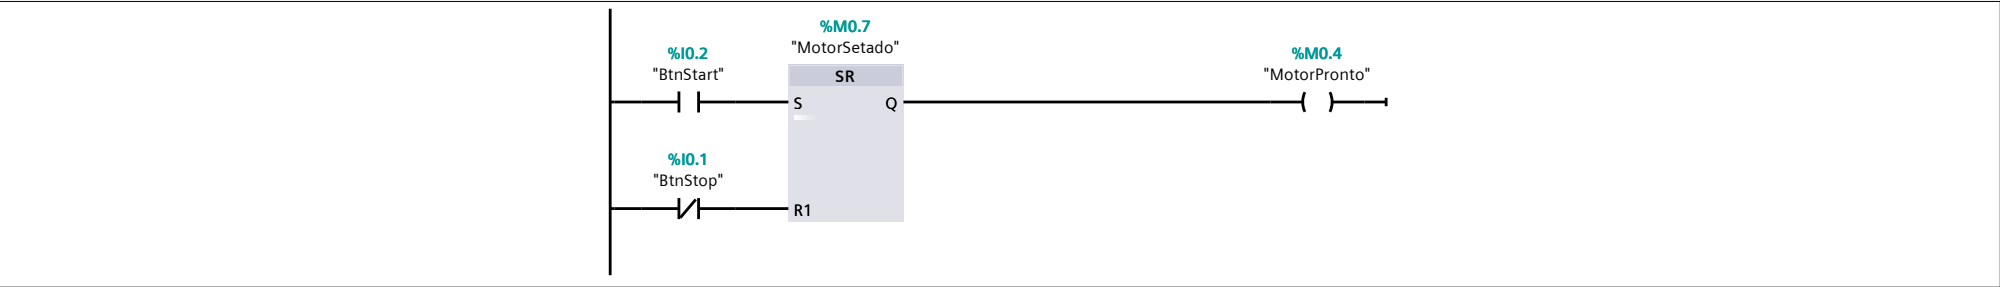 %M0.7
"MotorSetado"
%I0.2
"BtnStart"
SR
%M0.4
"MotorPronto"
S
Q
%I0.1
"BtnStop"
R1